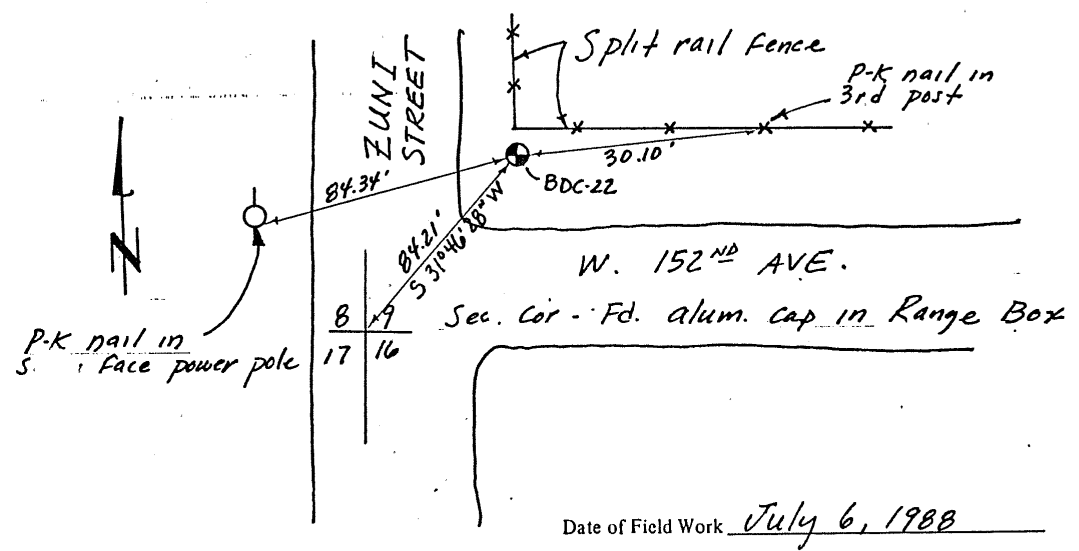 Split rail fence
P-K nail in
3rd post
ZUNI
STREET
30.10'
BDC-22
84.34'
84.21'
S 31°46'28" W
N
W. 152ND AVE.
8 9
Sec. Cor - Fd. alum. cap in Range Box
17 16
P-K nail in
S. face power pole
Date of Field Work July 6, 1988